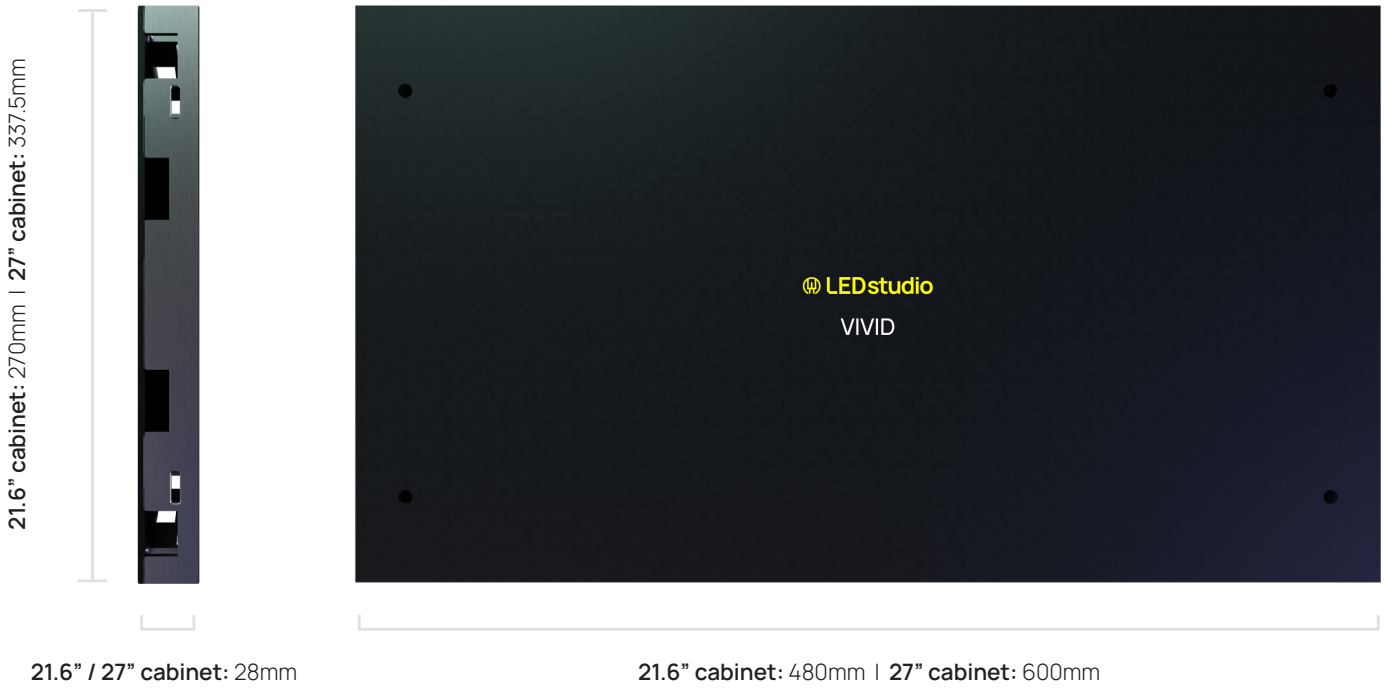 21.6” cabinet: 270mm | 27” cabinet: 337.5mm
LEDstudio
VIVID
21.6” / 27” cabinet: 28mm
21.6” cabinet: 480mm | 27” cabinet: 600mm